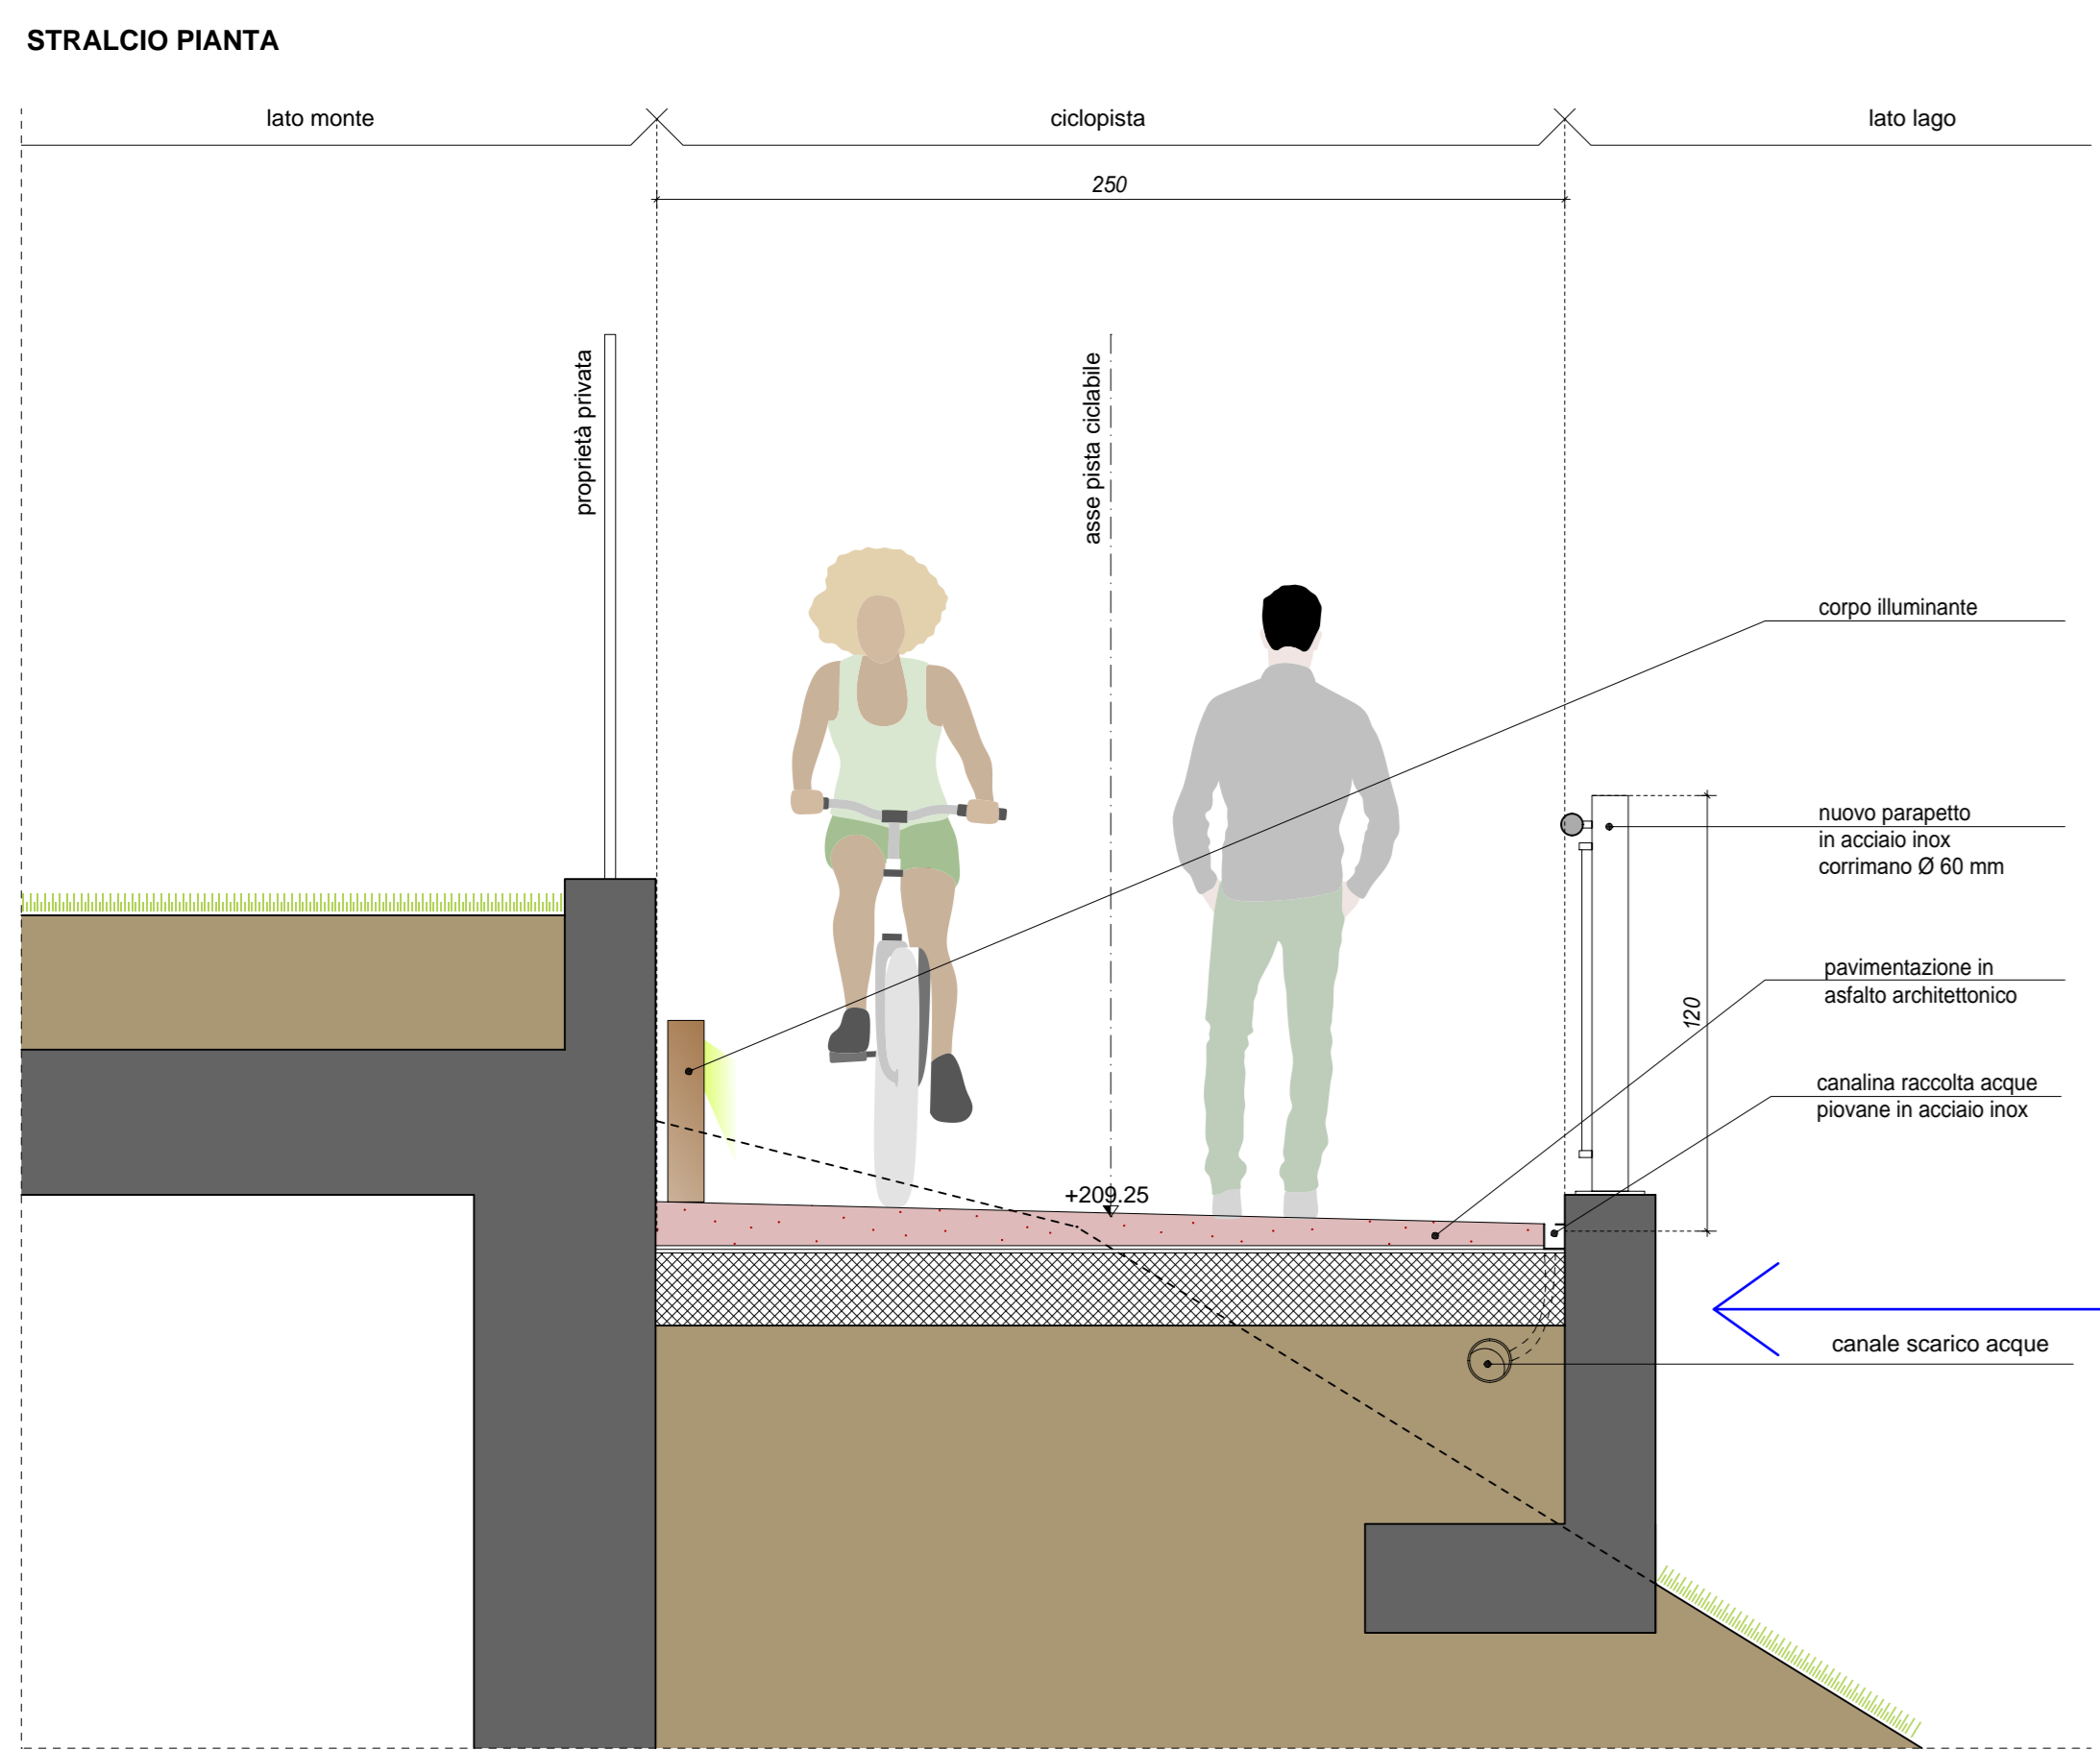 STRALCIO PIANTA
lato monte
ciclopista
lato lago
250
proprietà privata
asse pista ciclabile
corpo illuminante
nuovo parapetto
in acciaio inox
corrimano Ø 60 mm
pavimentazione in
asfalto architettonico
120
canalina raccolta acque
piovane in acciaio inox
+209.25
canale scarico acque